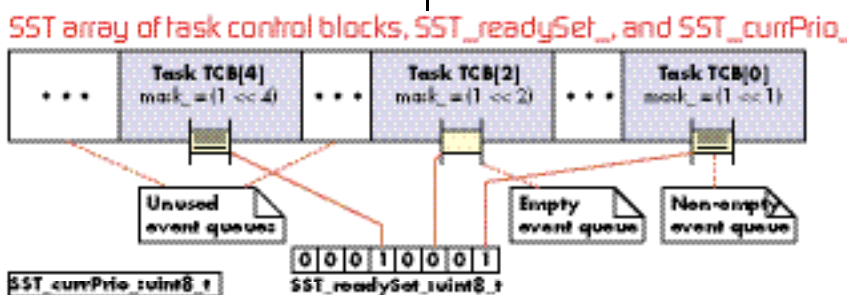 SST array of task control blocks, SST_readySet_, and SST_currPrio_
Task TCB[4]
mask_ = (1 << 4)
Task TCB[2]
mask_ = (1 << 2)
Task TCB[0]
mask_ = (1 << 1)
Unused
event queues
Empty
event queue
Non-empty
event queue
0 0 0 1 0 0 0 1
SST_currPrio_:uint8_t
SST_readySet_:uint8_t